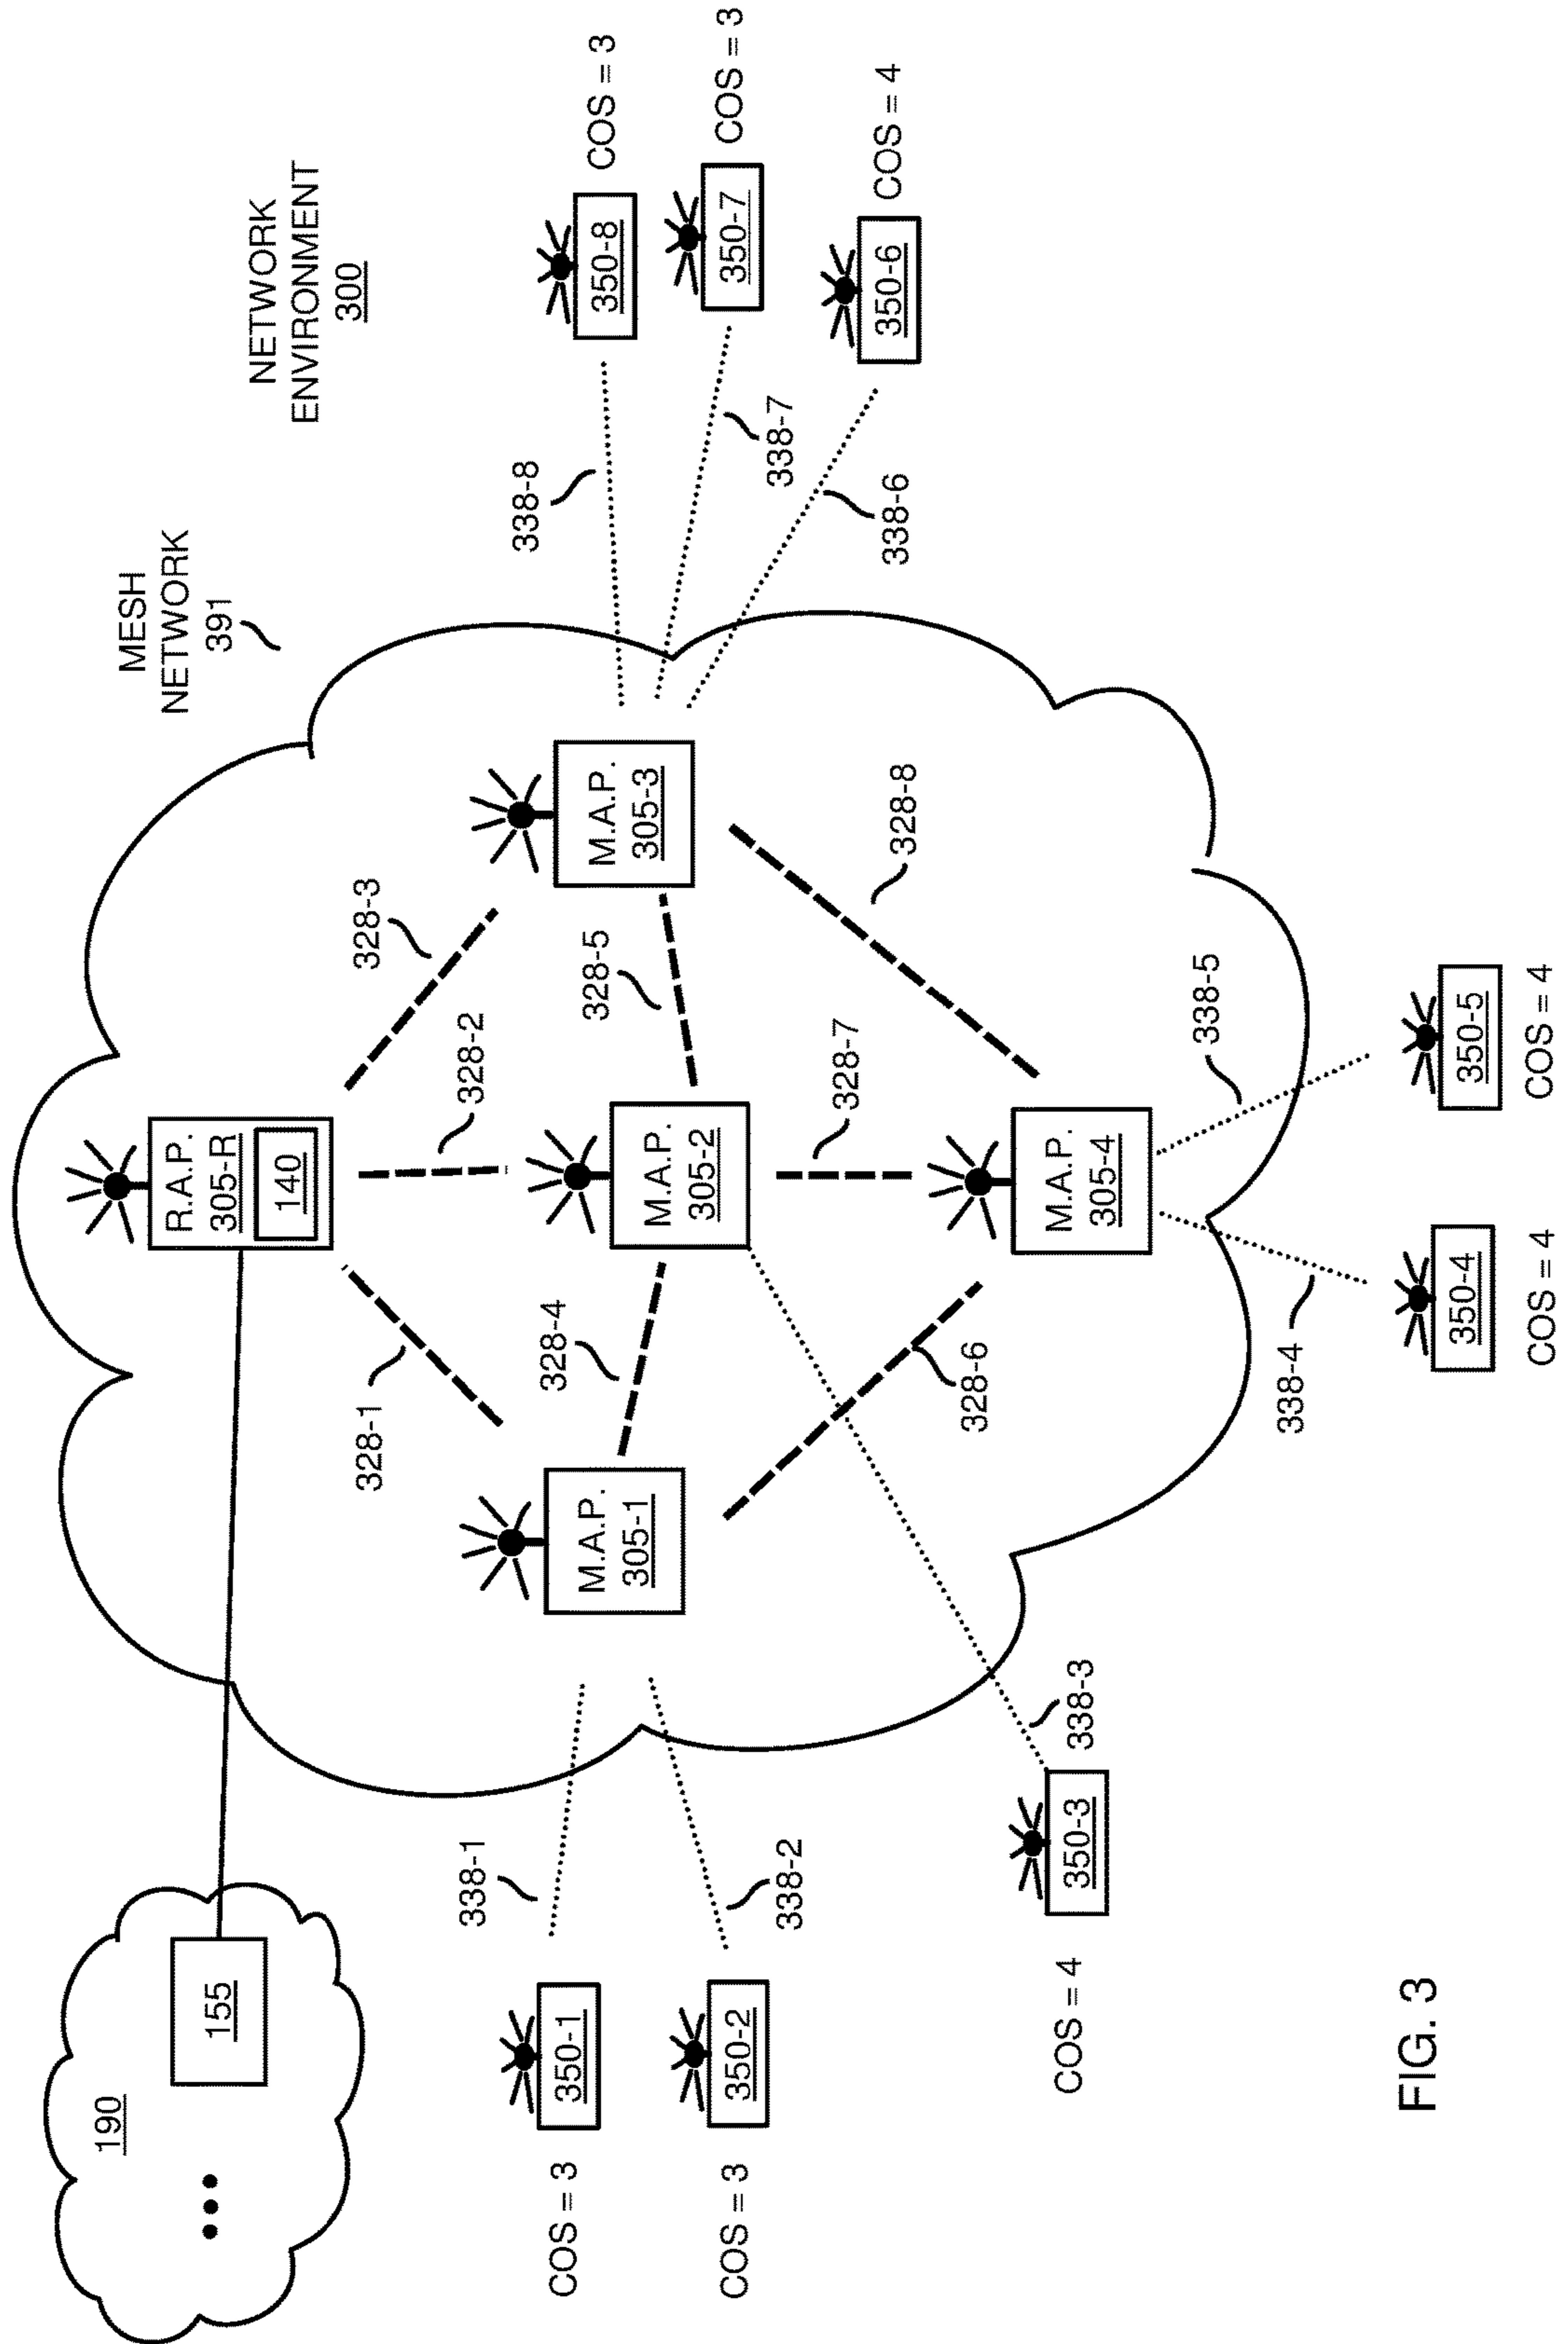 NETWORK
ENVIRONMENT
300
MESH
NETWORK
391
190
155
R.A.P.
305-R
140
328-1
328-2
328-3
M.A.P.
305-1
M.A.P.
305-2
M.A.P.
305-3
328-4
328-5
328-6
328-7
328-8
M.A.P.
305-4
338-1
338-2
338-3
338-4
338-5
338-6
338-7
338-8
COS = 3
350-1
COS = 3
350-2
COS = 4
350-3
350-4
COS = 4
350-5
COS = 4
350-6
COS = 4
350-7
COS = 3
350-8
COS = 3
FIG. 3